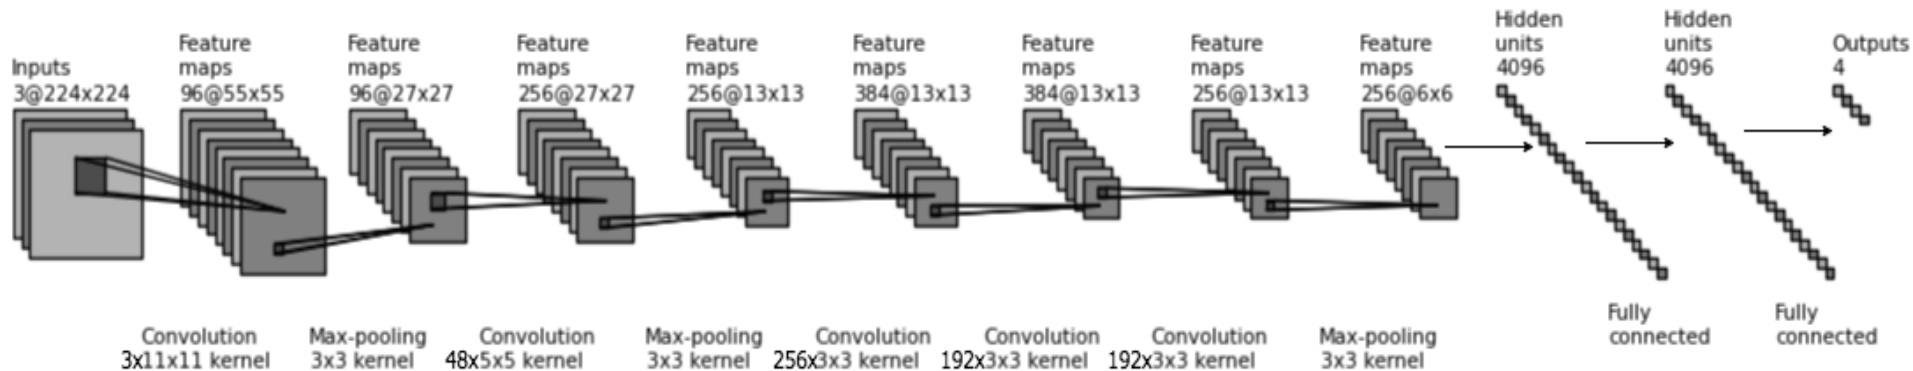 Inputs
3@224x224
Feature
maps
96@55x55
Feature
maps
96@27x27
Feature
maps
256@27x27
Feature
maps
256@13x13
Feature
maps
384@13x13
Feature
maps
384@13x13
Feature
maps
256@13x13
Feature
maps
256@6x6
Hidden
units
4096
Hidden
units
4096
Outputs
4
Convolution
3x11x11 kernel
Max-pooling
3x3 kernel
Convolution
48x5x5 kernel
Max-pooling
3x3 kernel
Convolution
256x3x3 kernel
Convolution
192x3x3 kernel
Convolution
192x3x3 kernel
Max-pooling
3x3 kernel
Fully
connected
Fully
connected